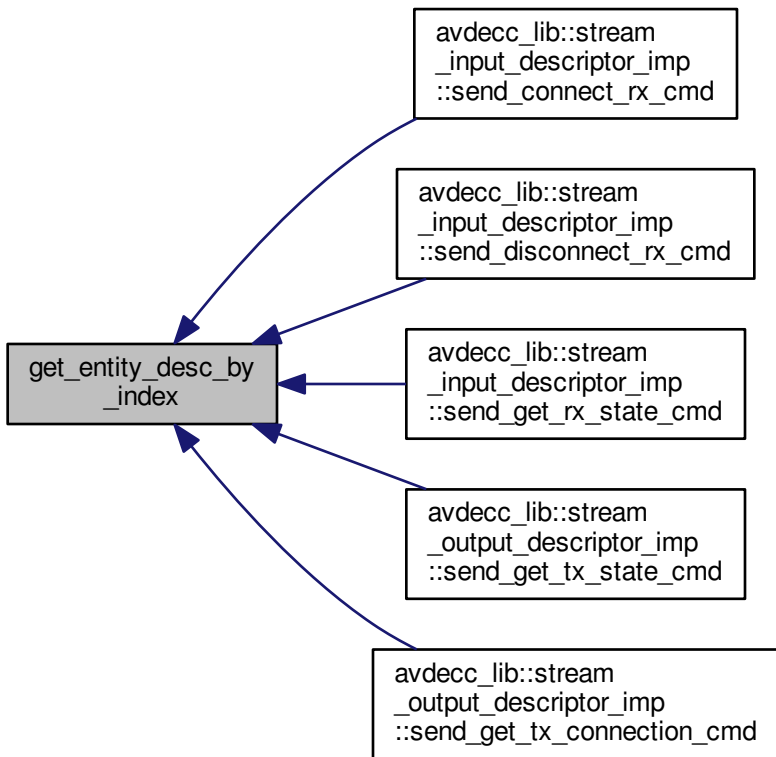 avdecc_lib::stream
_input_descriptor_imp
::send_connect_rx_cmd
avdecc_lib::stream
_input_descriptor_imp
::send_disconnect_rx_cmd
get_entity_desc_by
_index
avdecc_lib::stream
_input_descriptor_imp
::send_get_rx_state_cmd
avdecc_lib::stream
_output_descriptor_imp
::send_get_tx_state_cmd
avdecc_lib::stream
_output_descriptor_imp
::send_get_tx_connection_cmd